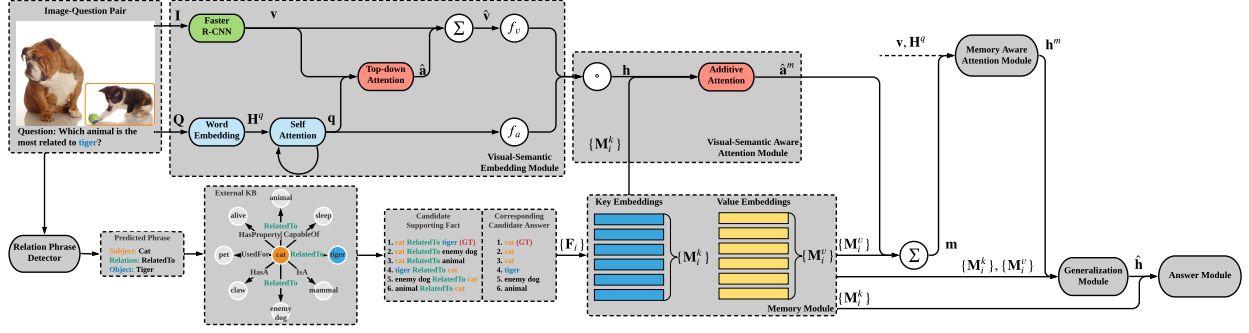 Image-Question Pair
Question: Which animal is the
most related to tiger?
I
Q
Faster
R-CNN
v
Top-down
Attention
â
Σ
v̂
f_v
Word
Embedding
H^q
Self
Attention
q
f_a
Visual-Semantic
Embedding Module
∘
h
Additive
Attention
â^m
{M_i^k}
Visual-Semantic Aware
Attention Module
v, H^q
Memory Aware
Attention Module
h^m
Relation Phrase
Detector
Predicted Phrase
Subject: Cat
Relation: RelatedTo
Object: Tiger
External KB
animal
alive
sleep
RelatedTo
HasProperty
CapableOf
pet
UsedFor
cat
RelatedTo
tiger
HasA
IsA
RelatedTo
claw
mammal
enemy
dog
Candidate
Supporting Fact
1. cat RelatedTo tiger (GT)
2. cat RelatedTo enemy dog
3. cat RelatedTo animal
4. tiger RelatedTo cat
5. enemy dog RelatedTo cat
6. animal RelatedTo cat
Corresponding
Candidate Answer
1. cat (GT)
2. cat
3. cat
4. tiger
5. enemy dog
6. animal
{F_i}
Key Embeddings
{M_i^k}
Value Embeddings
{M_i^v}
Memory Module
{M_i^v}
Σ
m
{M_i^k}, {M_i^v}
{M_i^k}
Generalization
Module
ĥ
Answer Module